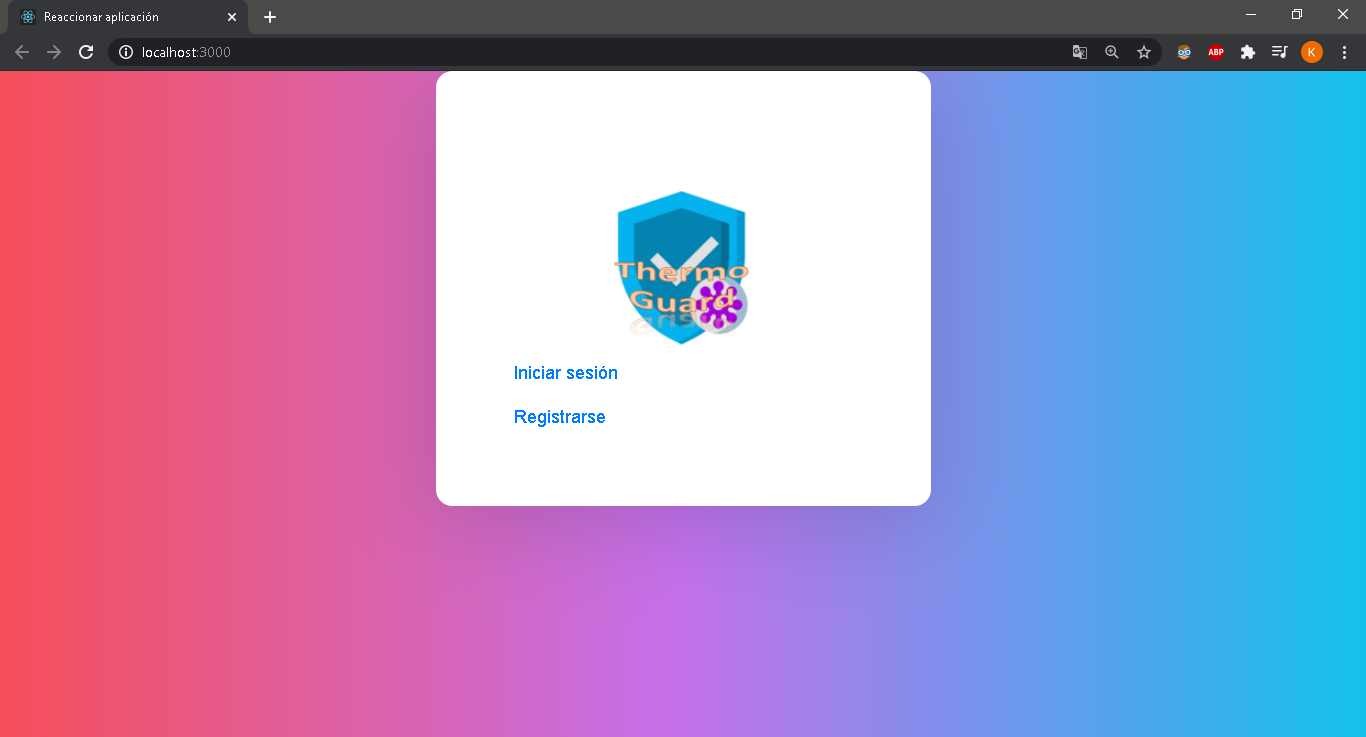 Reaccionar aplicación
localhost:3000
ABP
K
Thermo
Guard
Iniciar sesión
Registrarse